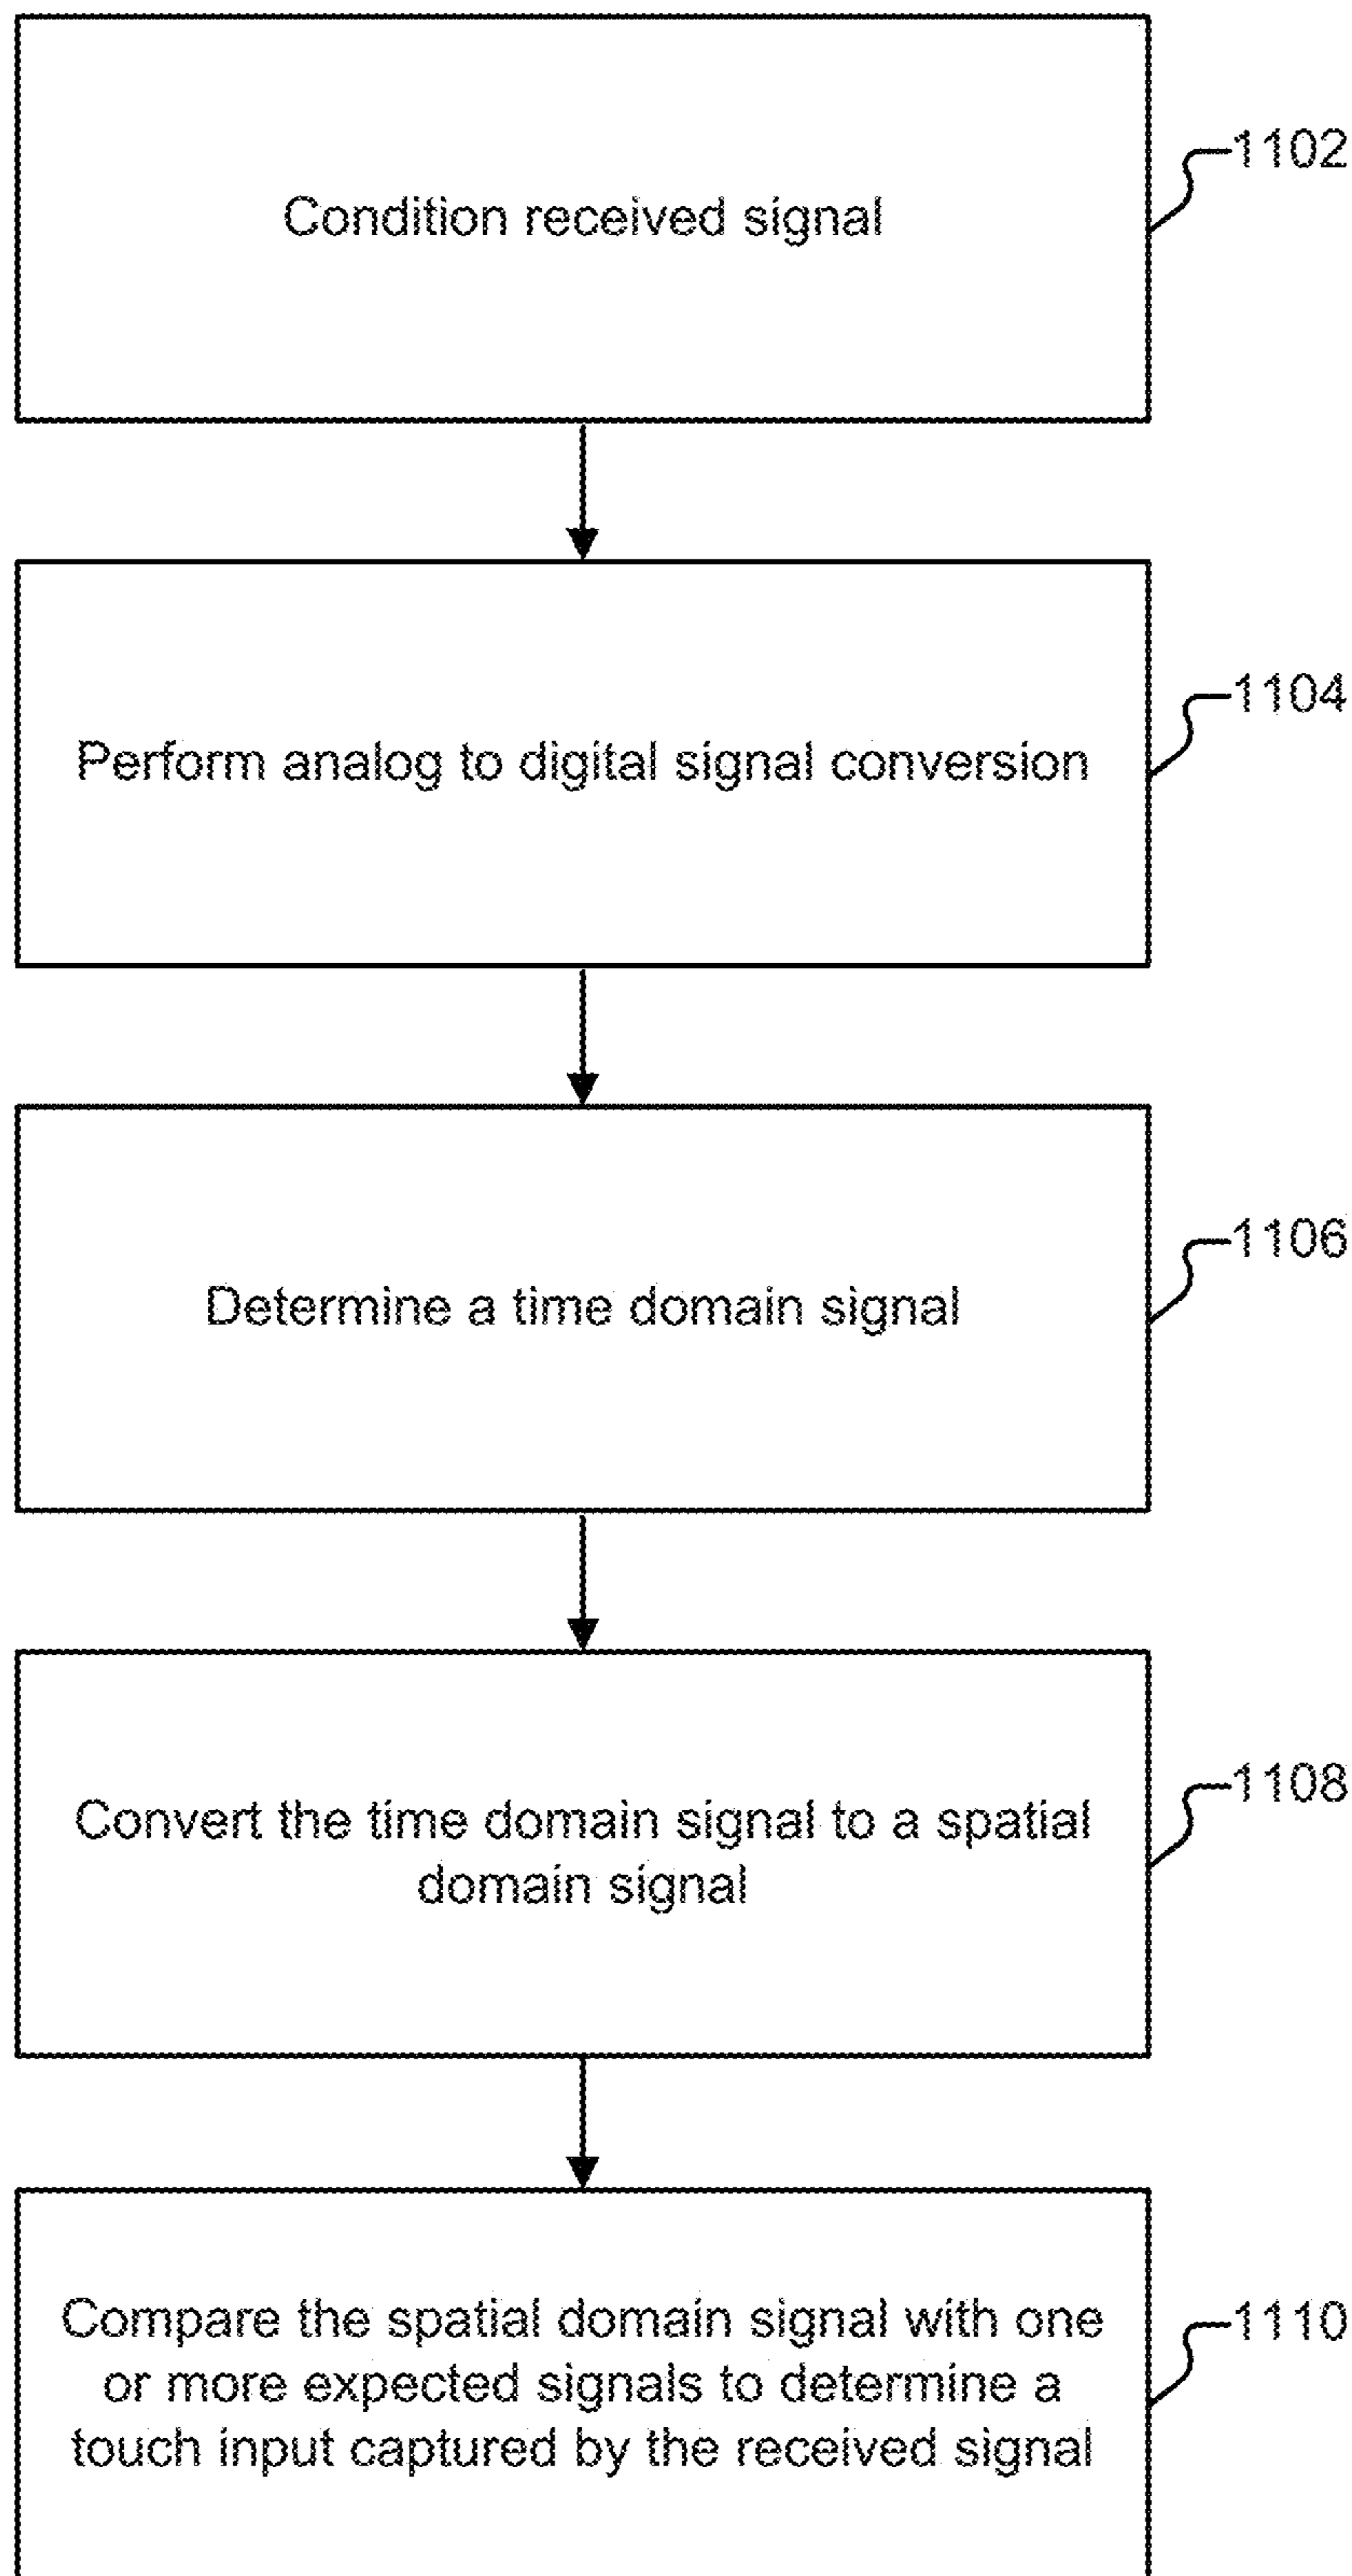 Condition received signal
1102
Perform analog to digital signal conversion
1104
Determine a time domain signal
1106
Convert the time domain signal to a spatial
domain signal
1108
Compare the spatial domain signal with one
or more expected signals to determine a
touch input captured by the received signal
1110